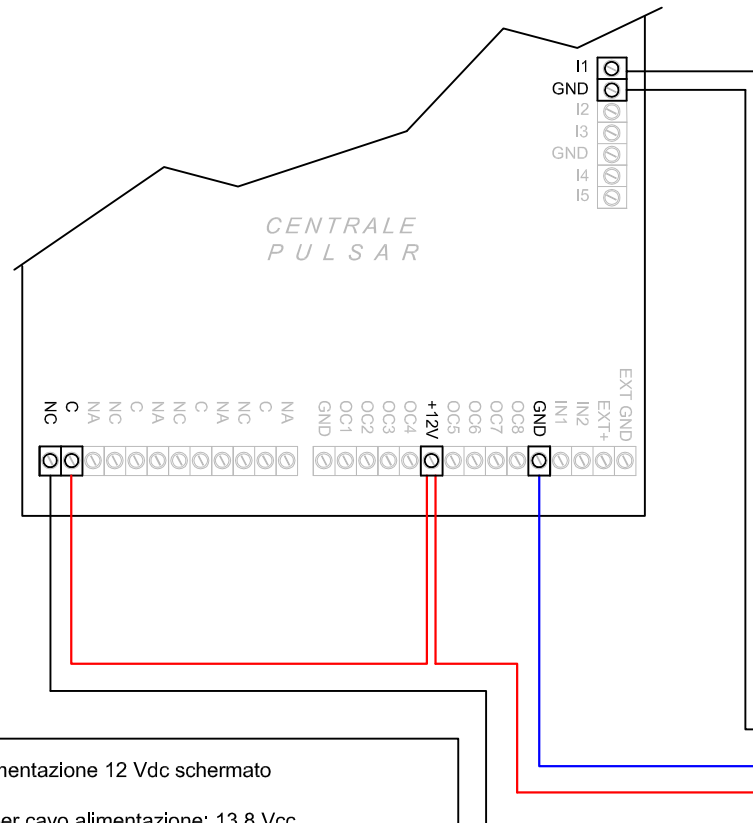 I1
GND
I2
I3
GND
I4
I5
CENTRALE
PULSAR
NC
C
NA
NC
C
NA
NC
C
NA
NC
C
NA
GND
OC1
OC2
OC3
OC4
+12V
OC5
OC6
OC7
OC8
GND
IN1
IN2
EXT+
EXT GND
mentazione 12 Vdc schermato
er cavo alimentazione: 13,8 Vcc